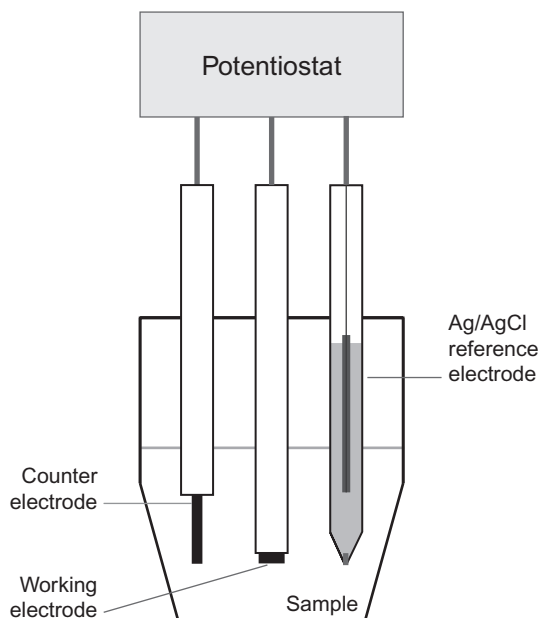 Potentiostat
Ag/AgCl
reference
electrode
Counter
electrode
Working
electrode
Sample